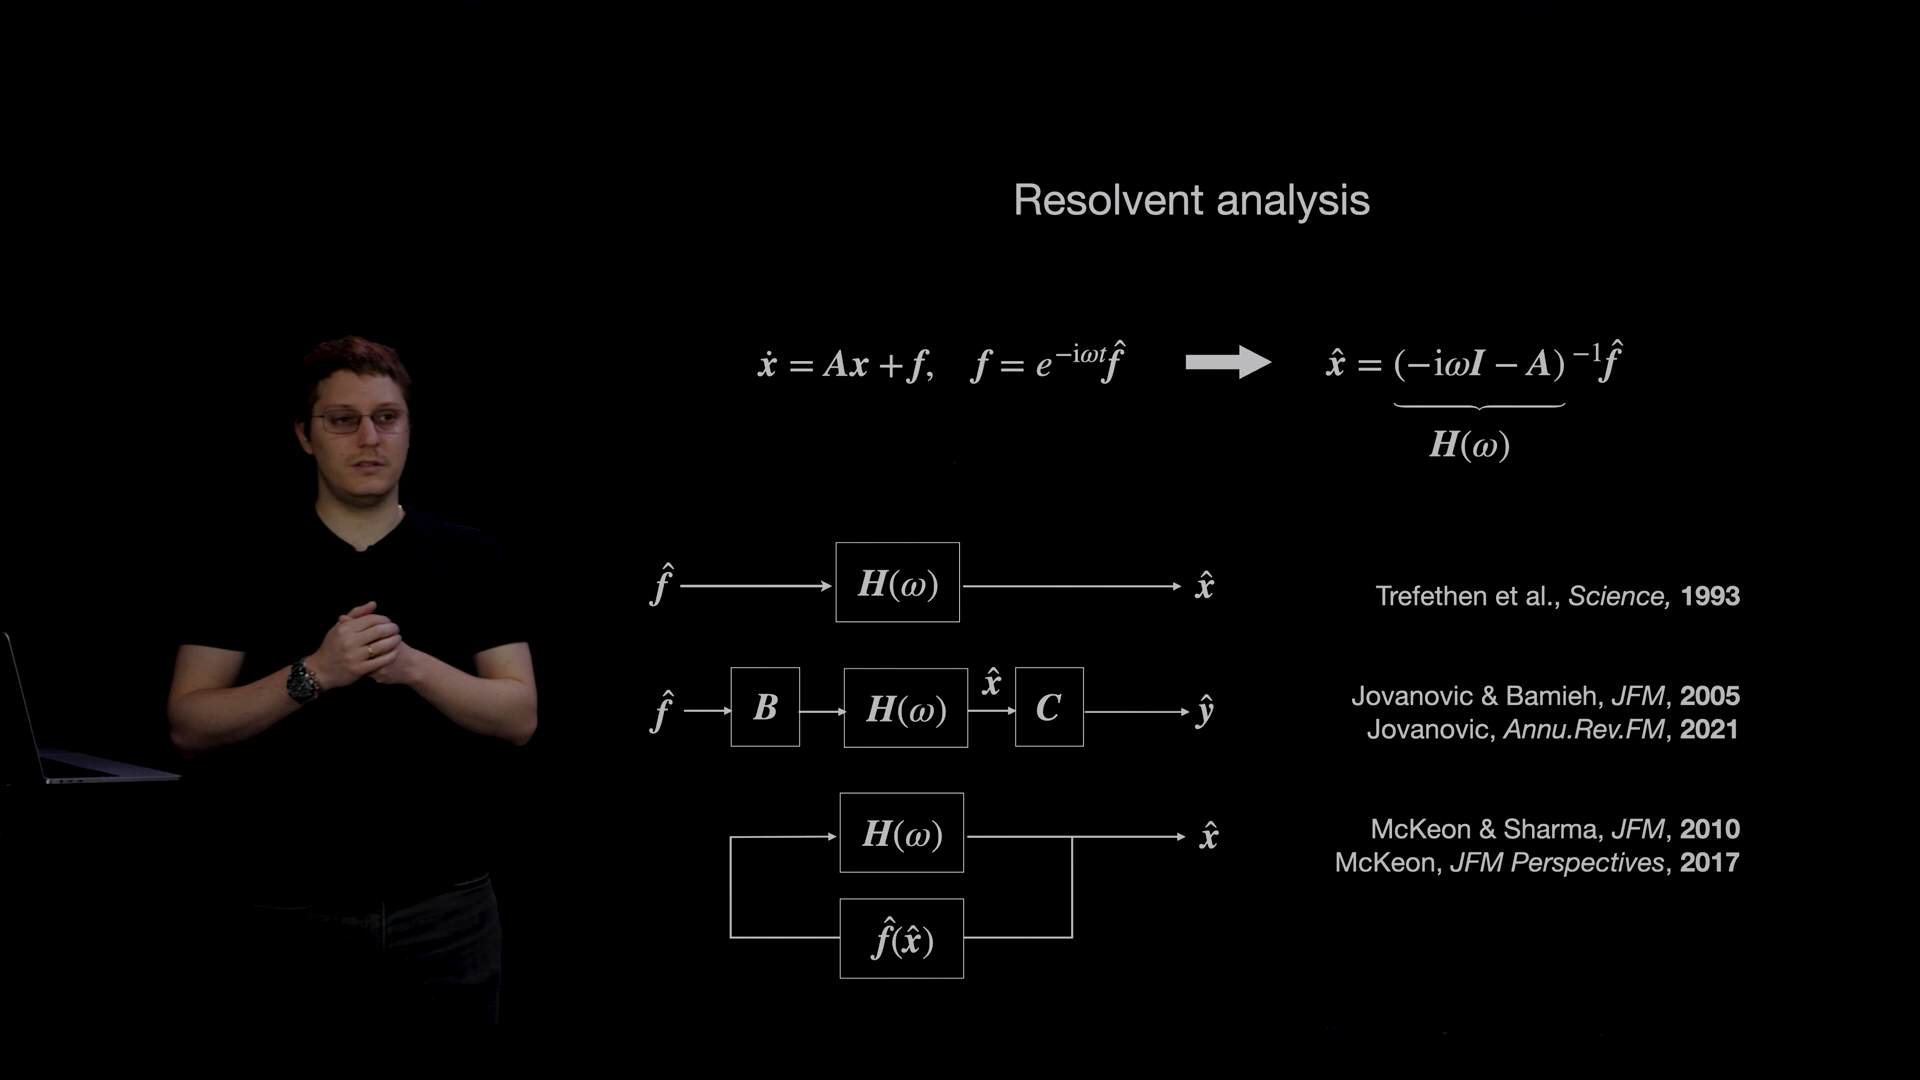 Resolvent analysis
ẋ = Ax + f, f = e^{−iωt}f̂ x̂ = (−iωI − A)^{−1}f̂
H(ω)
f̂ H(ω) x̂
Trefethen et al., Science, 1993
f̂ B H(ω) x̂ C ŷ
Jovanovic & Bamieh, JFM, 2005
Jovanovic, Annu.Rev.FM, 2021
H(ω) x̂
McKeon & Sharma, JFM, 2010
McKeon, JFM Perspectives, 2017
f̂(x̂)